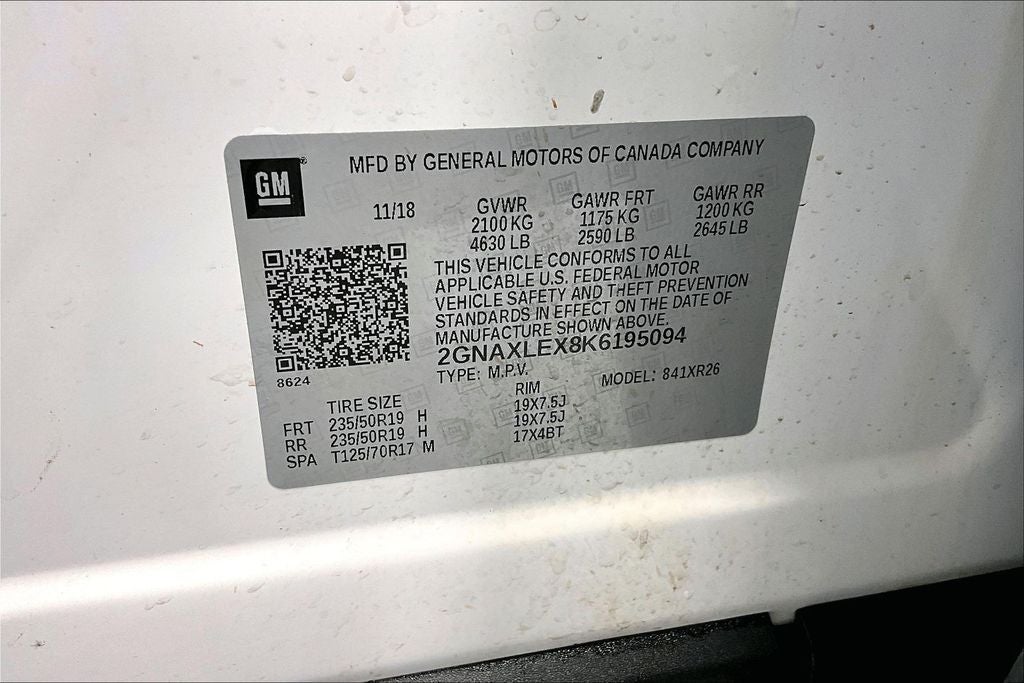 GM®
MFD BY GENERAL MOTORS OF CANADA COMPANY
11/18
GVWR GAWR FRT GAWR RR
2100 KG 1175 KG 1200 KG
4630 LB 2590 LB 2645 LB
THIS VEHICLE CONFORMS TO ALL
APPLICABLE U.S. FEDERAL MOTOR
VEHICLE SAFETY AND THEFT PREVENTION
STANDARDS IN EFFECT ON THE DATE OF
MANUFACTURE SHOWN ABOVE.
2GNAXLEX8K6195094
8624
TYPE: M.P.V. MODEL: 841XR26
TIRE SIZE RIM
FRT 235/50R19 H 19X7.5J
RR 235/50R19 H 19X7.5J
SPA T125/70R17 M 17X4BT